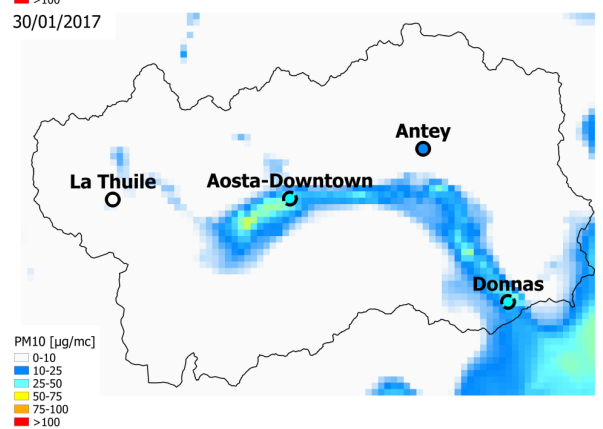 >100
30/01/2017
Antey
La Thuile
Aosta-Downtown
Donnas
PM10 [µg/mc]
0-10
10-25
25-50
50-75
75-100
>100